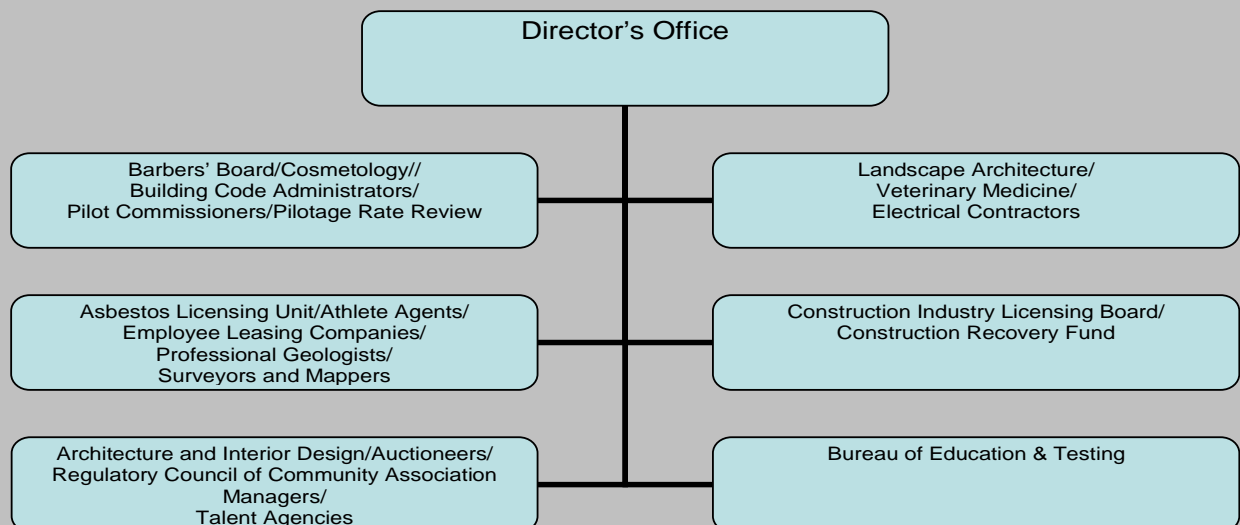 Director’s Office
Barbers’ Board/Cosmetology//
Building Code Administrators/
Pilot Commissioners/Pilotage Rate Review
Landscape Architecture/
Veterinary Medicine/
Electrical Contractors
Asbestos Licensing Unit/Athlete Agents/
Employee Leasing Companies/
Professional Geologists/
Surveyors and Mappers
Construction Industry Licensing Board/
Construction Recovery Fund
Architecture and Interior Design/Auctioneers/
Regulatory Council of Community Association
Managers/
Talent Agencies
Bureau of Education & Testing